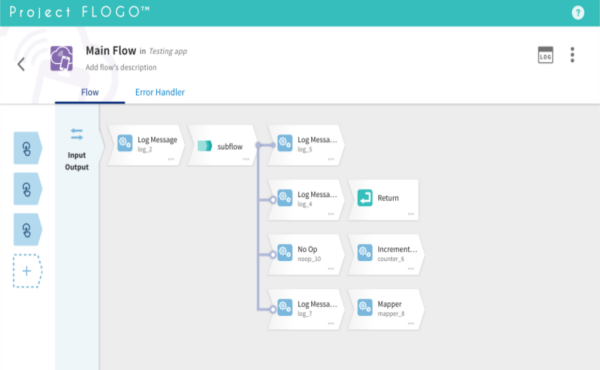 Project FLOGO™
?
Main Flow in Testing app
LOG
Add flow's description
Flow
Error Handler
Input
Output
Log Message
log_2
subflow
Log Messa...
log_5
Log Messa...
log_4
Return
No Op
noop_10
Increment...
counter_6
Log Messa...
log_7
Mapper
mapper_8